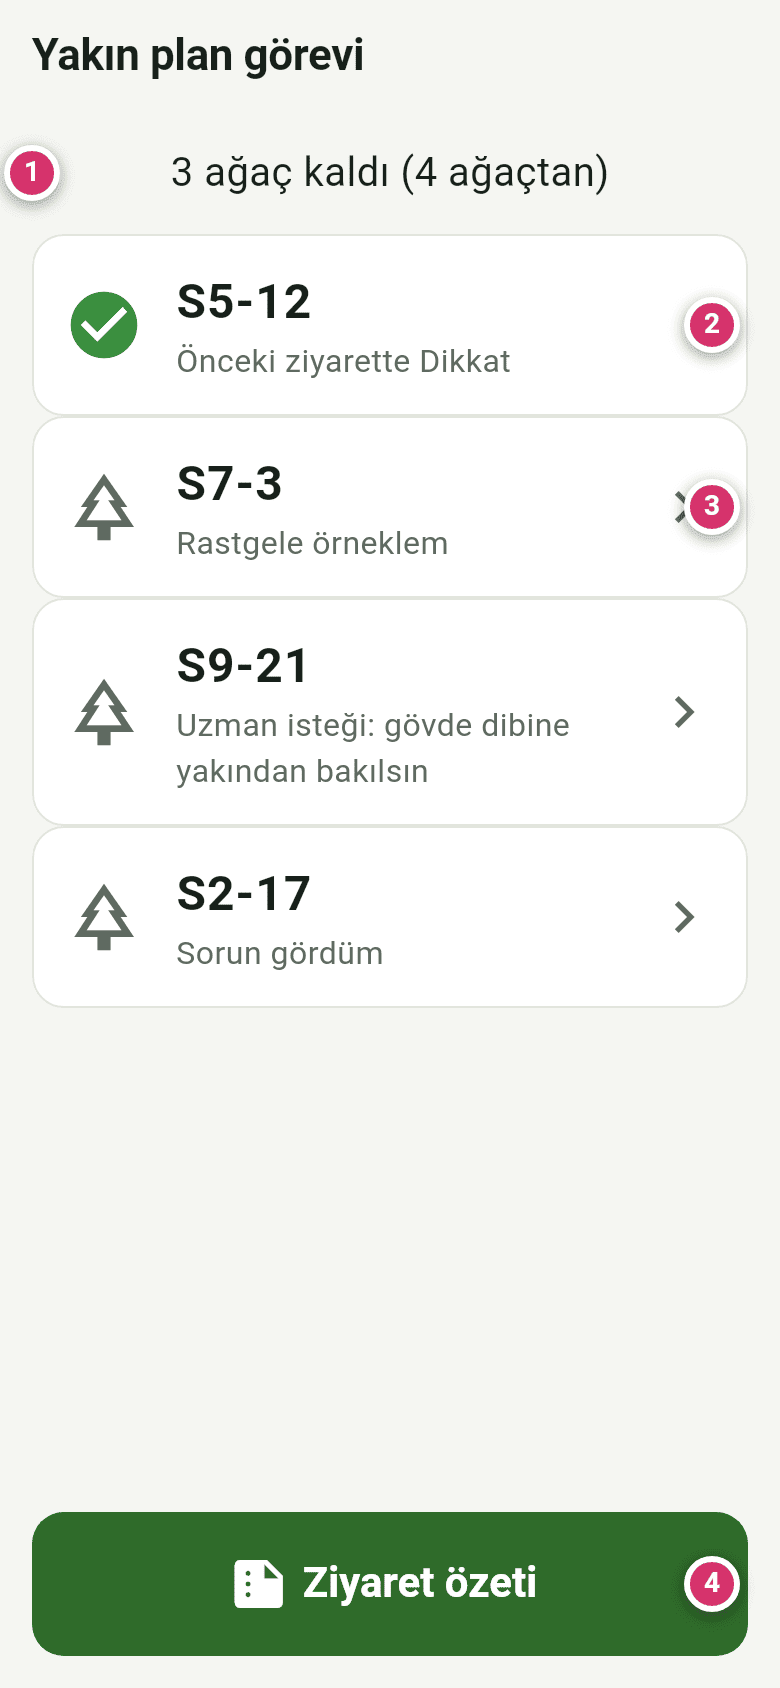 Yakın plan görevi
1
3 ağaç kaldı (4 ağaçtan)
S5-12
Önceki ziyarette Dikkat
2
S7-3
Rastgele örneklem
3
S9-21
Uzman isteği: gövde dibine
yakından bakılsın
S2-17
Sorun gördüm
Ziyaret özeti
4